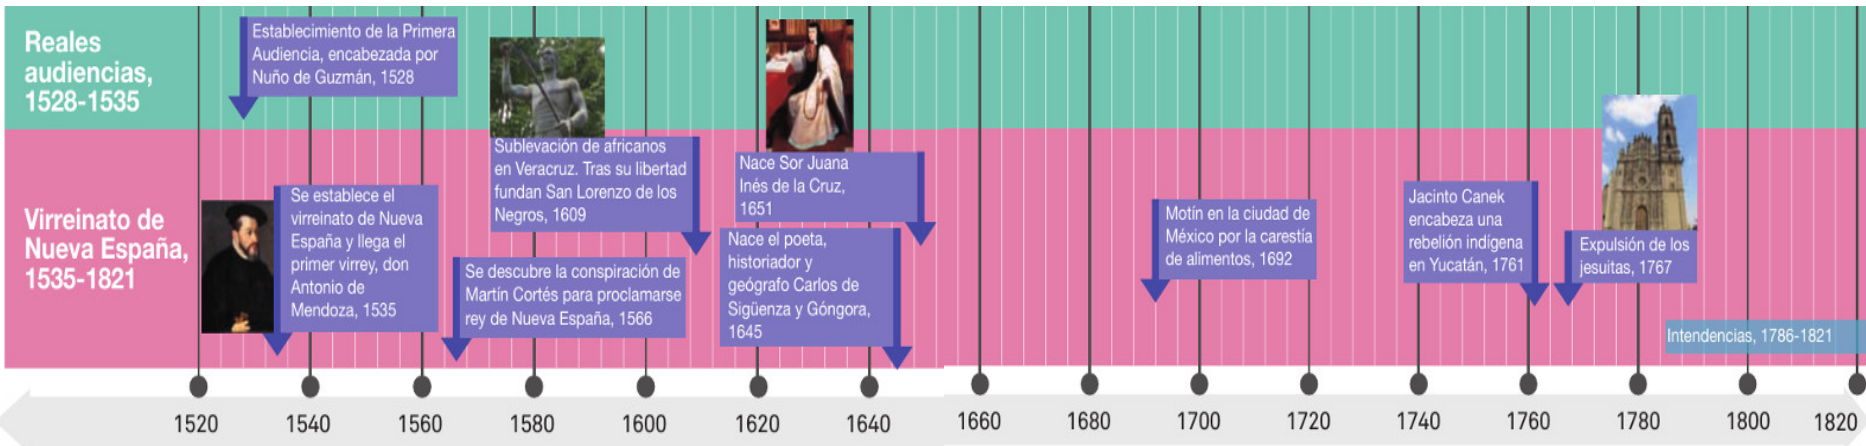 Reales
audiencias,
1528-1535
Establecimiento de la Primera
Audiencia, encabezada por
Nuño de Guzmán, 1528
Virreinato de
Nueva España,
1535-1821
Se establece el
virreinato de Nueva
España y llega el
primer virrey, don
Antonio de
Mendoza, 1535
Sublevación de africanos
en Veracruz. Tras su libertad
fundan San Lorenzo de los
Negros, 1609
Se descubre la conspiración de
Martín Cortés para proclamarse
rey de Nueva España, 1566
Nace Sor Juana
Inés de la Cruz,
1651
Nace el poeta,
historiador y
geógrafo Carlos de
Sigüenza y Góngora,
1645
Motín en la ciudad de
México por la carestía
de alimentos, 1692
Jacinto Canek
encabeza una
rebelión indígena
en Yucatán, 1761
Expulsión de los
jesuitas, 1767
Intendencias, 1786-1821
1520 1540 1560 1580 1600 1620 1640 1660 1680 1700 1720 1740 1760 1780 1800 1820